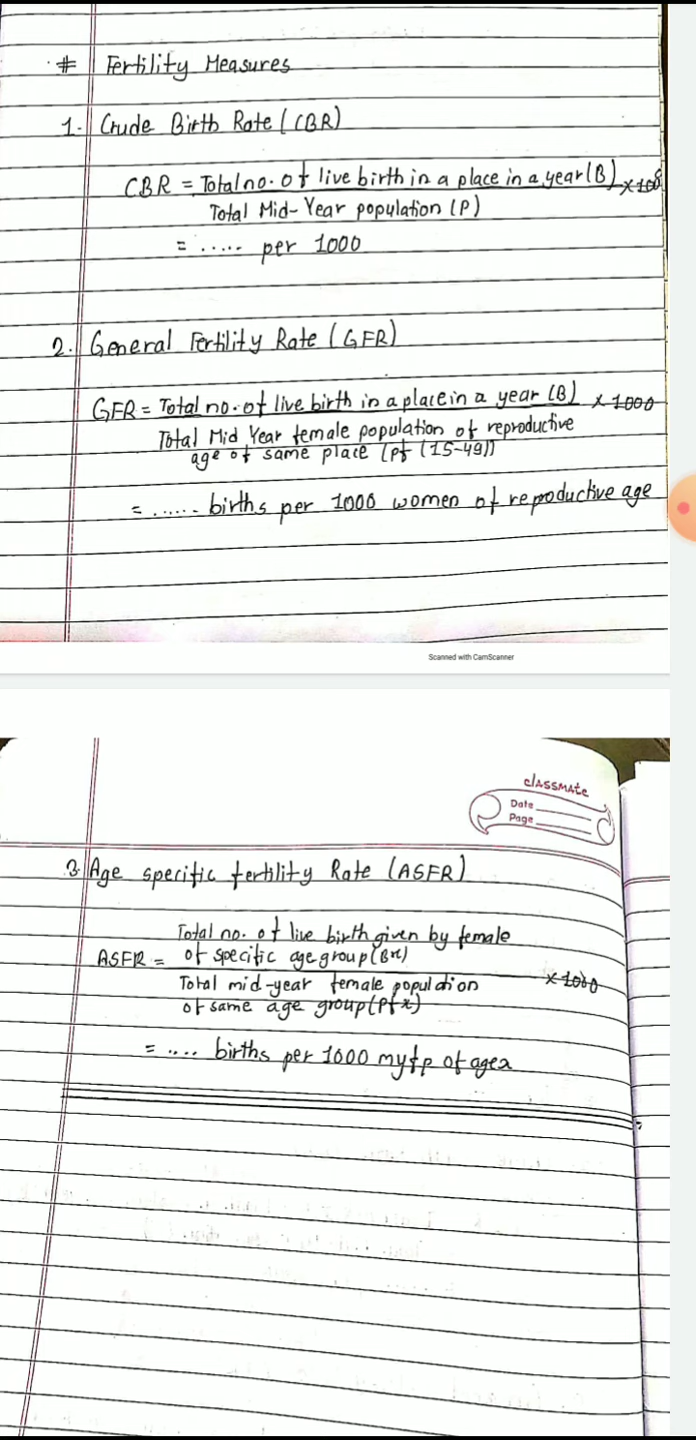 # Fertility Measures
1. Crude Birth Rate (CBR)
CBR = Total no. of live birth in a place in a year (B) × 1000
Total Mid-Year population (P)
= ..... per 1000
2. General Fertility Rate (GFR)
GFR = Total no. of live birth in a place in a year (B) × 1000
Total Mid Year female population of reproductive
age of same place (Pf (15-49))
= ...... births per 1000 women of reproductive age
Scanned with CamScanner
classmate
Date
Page
3. Age specific fertility Rate (ASFR)
Total no. of live birth given by female
ASFR = of specific age group (Bx)
Total mid-year female population × 1000
of same age group (Pfx)
= .... births per 1000 myfp of age x